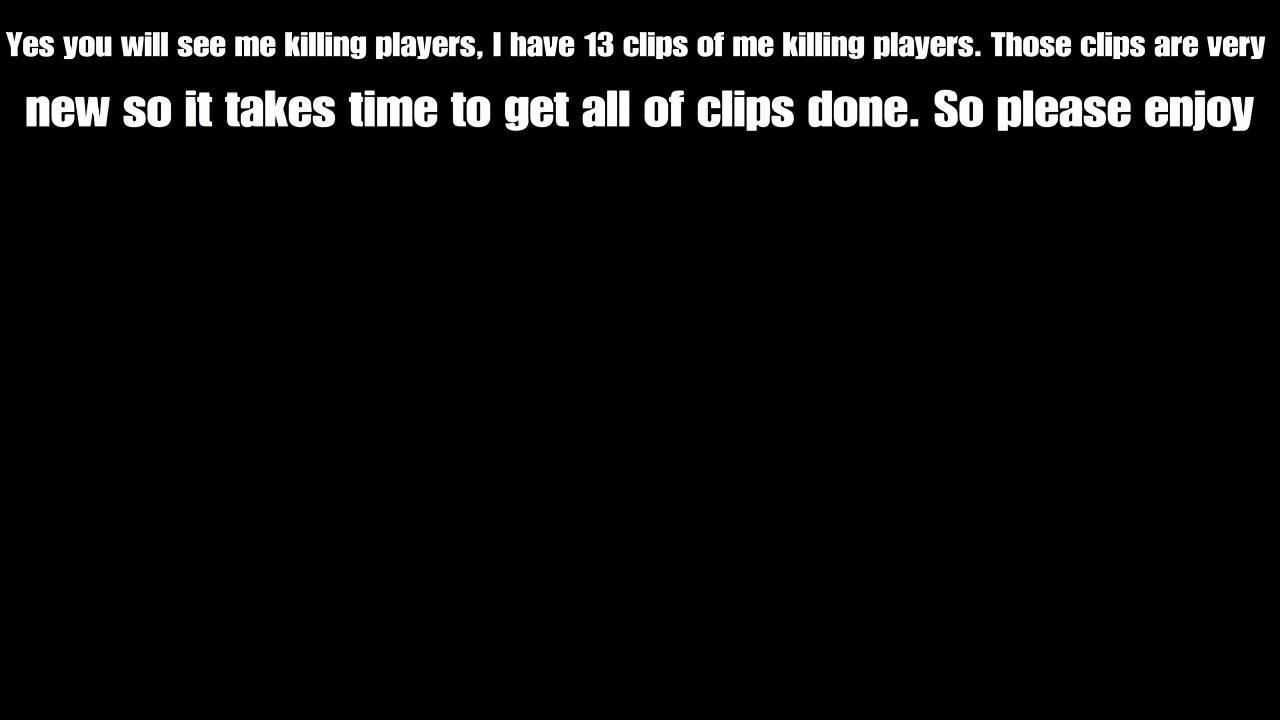 Yes you will see me killing players, I have 13 clips of me killing players. Those clips are very
new so it takes time to get all of clips done. So please enjoy